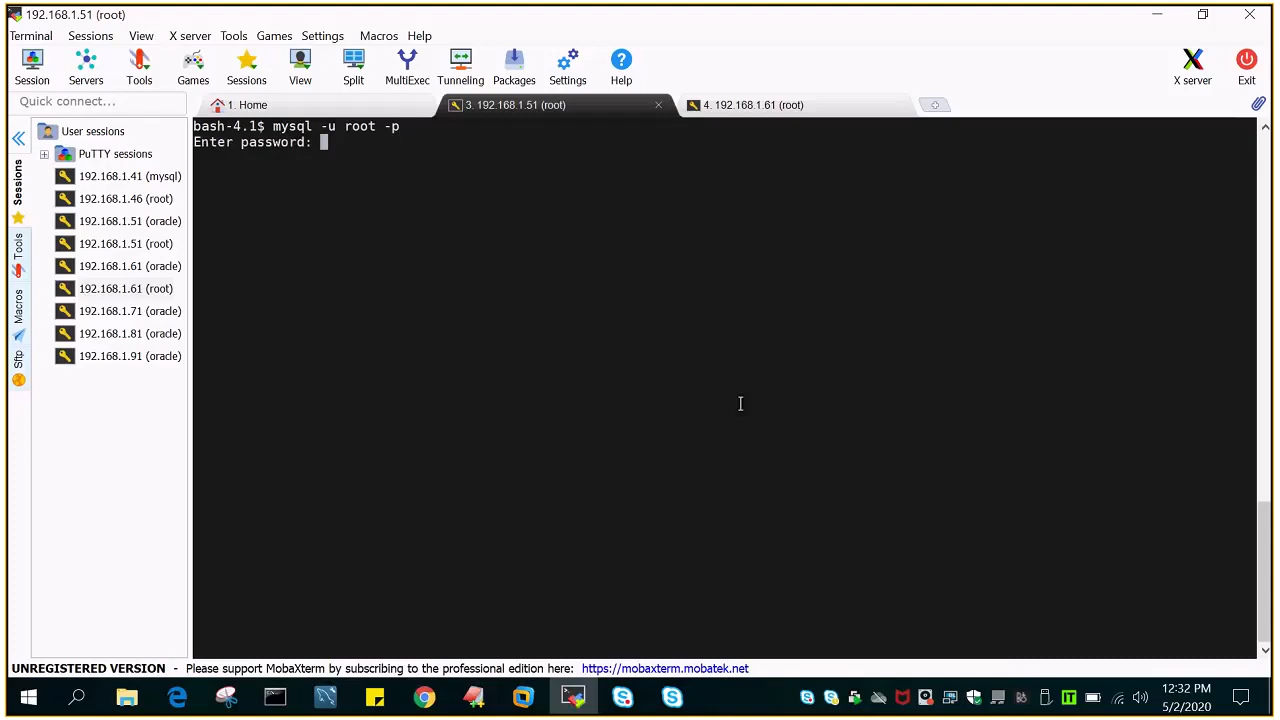 192.168.1.51 (root)
Terminal Sessions View X server Tools Games Settings Macros Help
Session Servers Tools Games Sessions View Split MultiExec Tunneling Packages Settings Help X server Exit
Quick connect...
1. Home
3. 192.168.1.51 (root)
4. 192.168.1.61 (root)
Sessions
Tools
Macros
Sftp
User sessions
PuTTY sessions
192.168.1.41 (mysql)
192.168.1.46 (root)
192.168.1.51 (oracle)
192.168.1.51 (root)
192.168.1.61 (oracle)
192.168.1.61 (root)
192.168.1.71 (oracle)
192.168.1.81 (oracle)
192.168.1.91 (oracle)
bash-4.1$ mysql -u root -p
Enter password:
UNREGISTERED VERSION - Please support MobaXterm by subscribing to the professional edition here: https://mobaxterm.mobatek.net
12:32 PM
5/2/2020